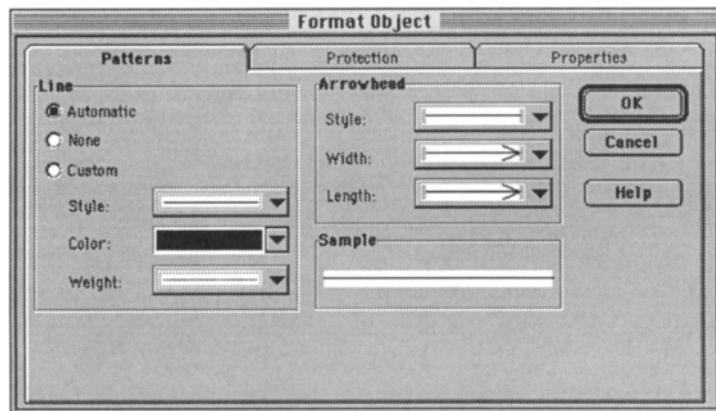 Format Object
Patterns
Protection
Properties
Line
Automatic
None
Custom
Style:
Color:
Weight:
Arrowhead
Style:
Width:
Length:
Sample
OK
Cancel
Help